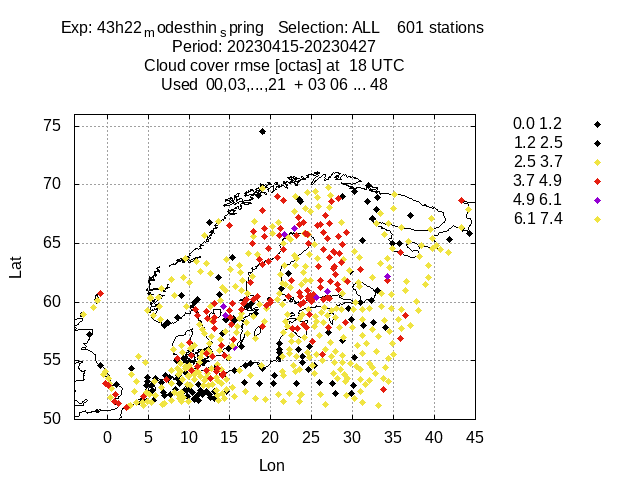 Exp: 43h22modesthinspring Selection: ALL 601 stations
Period: 20230415-20230427
Cloud cover rmse [octas] at 18 UTC
Used 00,03,...,21 + 03 06 ... 48
75
70
65
60
55
50
Lat
0 5 10 15 20 25 30 35 40 45
Lon
0.0 1.2
1.2 2.5
2.5 3.7
3.7 4.9
4.9 6.1
6.1 7.4